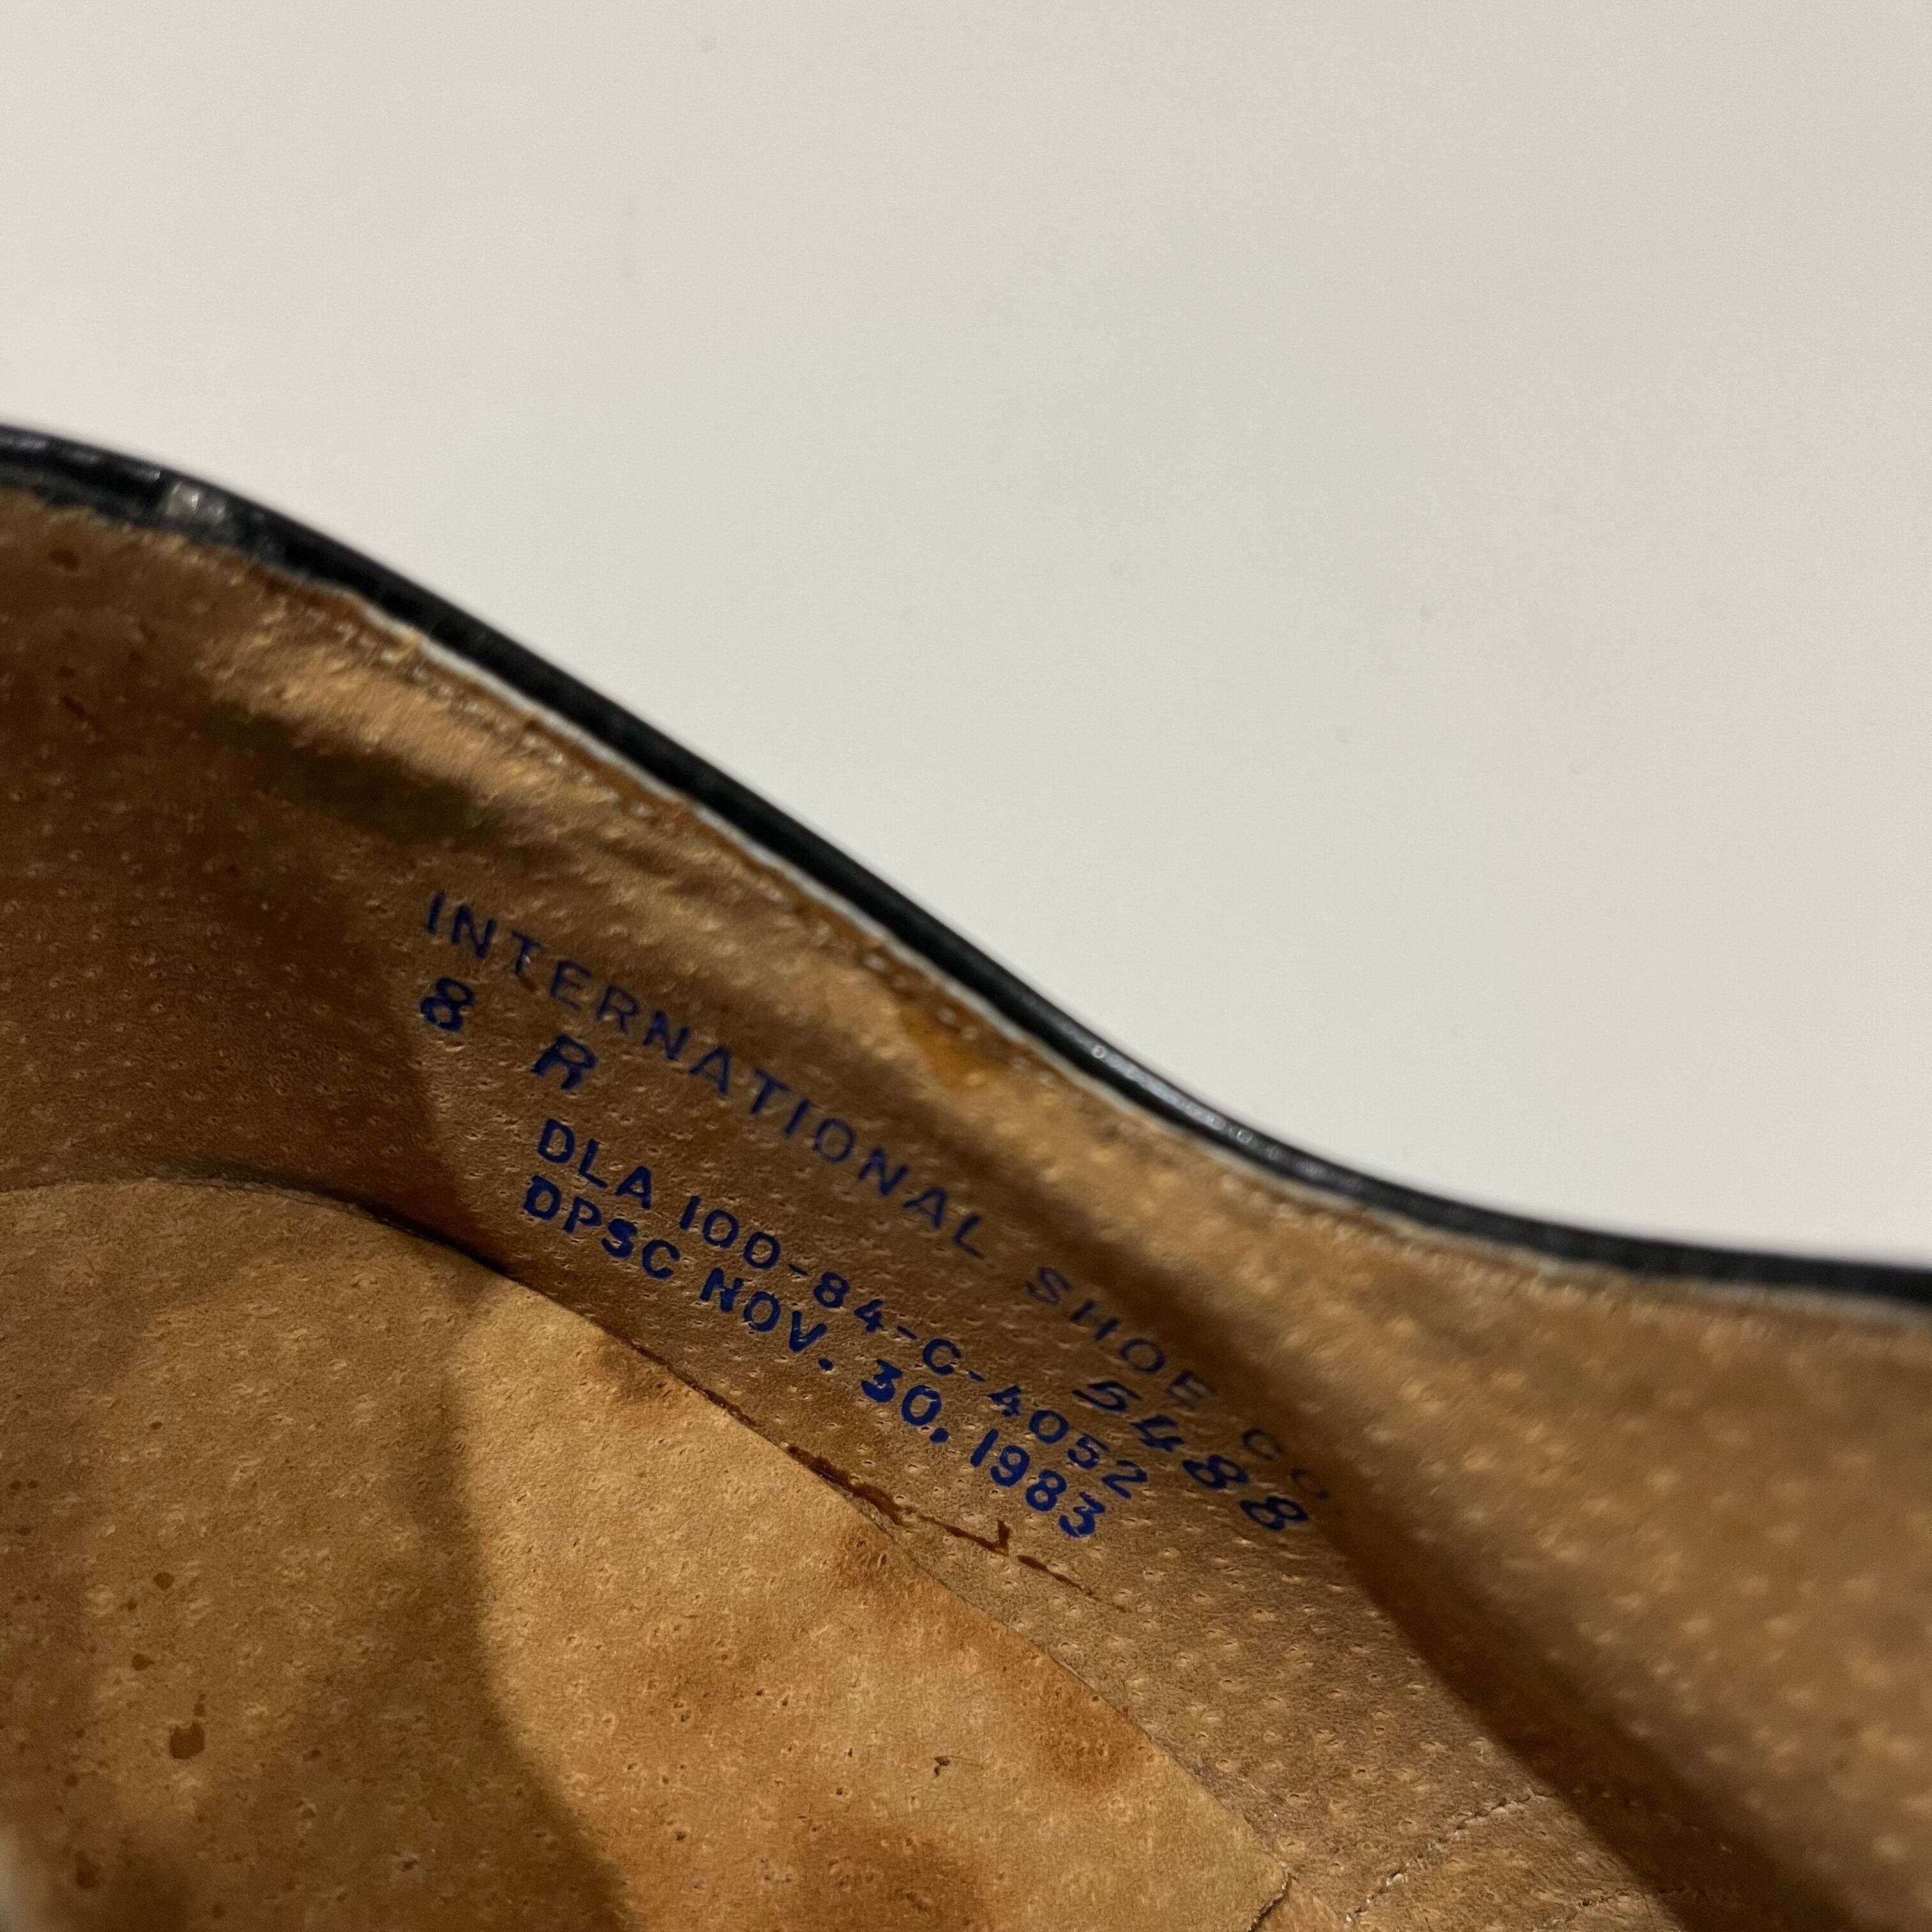 INTERNATIONAL SHOE CO.
8 R 5488
DLA 100-84-C-4052
DPSC NOV. 30, 1983